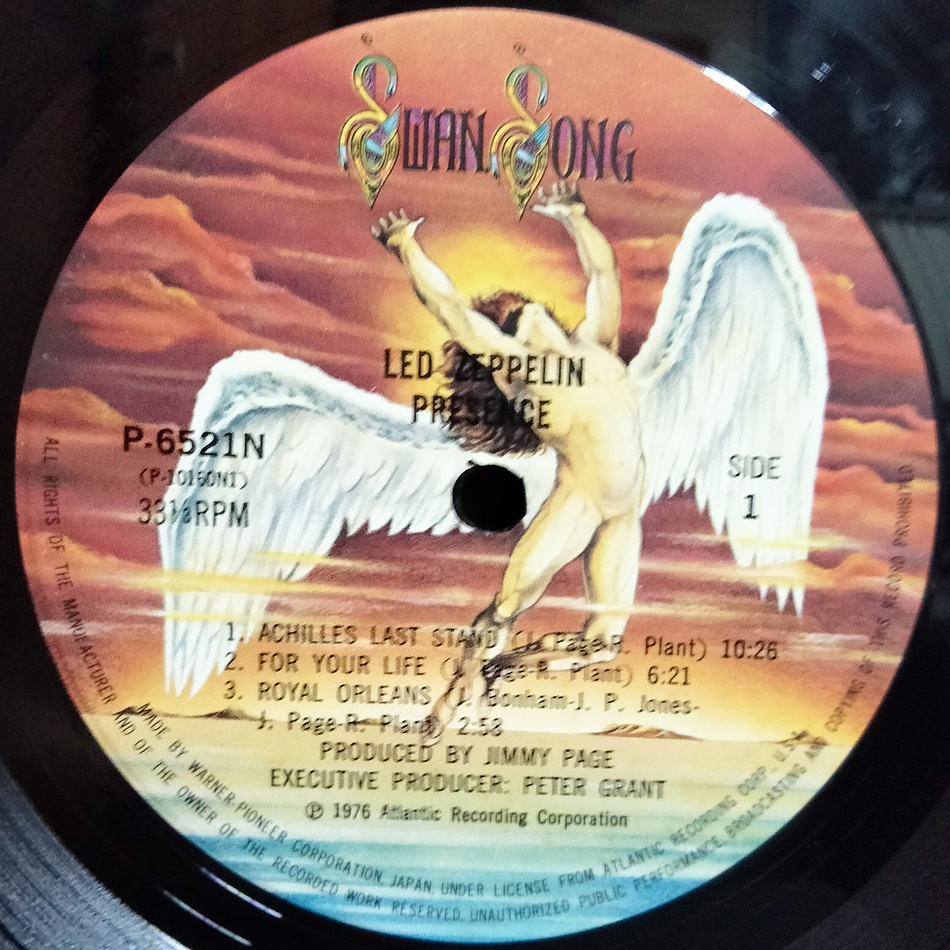 SWAN SONG
LED ZEPPELIN
PRESENCE
P-6521N
(P-10160N1)
33⅓RPM
SIDE
1
1. ACHILLES LAST STAND (J. Page-R. Plant) 10:26
2. FOR YOUR LIFE (J. Page-R. Plant) 6:21
3. ROYAL ORLEANS (J. Bonham-J. P. Jones-
J. Page-R. Plant) 2:58
PRODUCED BY JIMMY PAGE
EXECUTIVE PRODUCER: PETER GRANT
℗ 1976 Atlantic Recording Corporation
MADE BY WARNER-PIONEER CORPORATION, JAPAN, UNDER LICENSE FROM ATLANTIC RECORDING CORP., U.S.A.
ALL RIGHTS OF THE MANUFACTURER AND OF THE OWNER OF THE RECORDED WORK RESERVED. UNAUTHORIZED PUBLIC PERFORMANCE, BROADCASTING AND COPYING OF THIS RECORD PROHIBITED